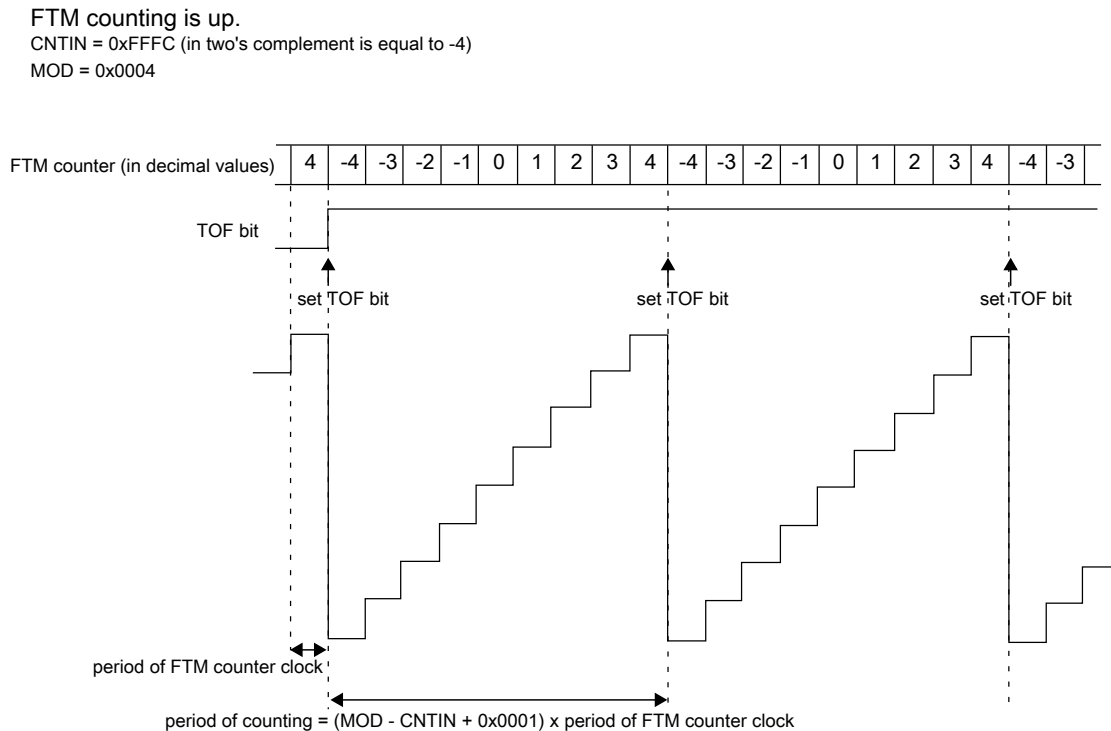 FTM counting is up.
CNTIN = 0xFFFC (in two's complement is equal to -4)
MOD = 0x0004
FTM counter (in decimal values) 4 -4 -3 -2 -1 0 1 2 3 4 -4 -3 -2 -1 0 1 2 3 4 -4 -3
TOF bit
set TOF bit set TOF bit set TOF bit
period of FTM counter clock
period of counting = (MOD - CNTIN + 0x0001) x period of FTM counter clock